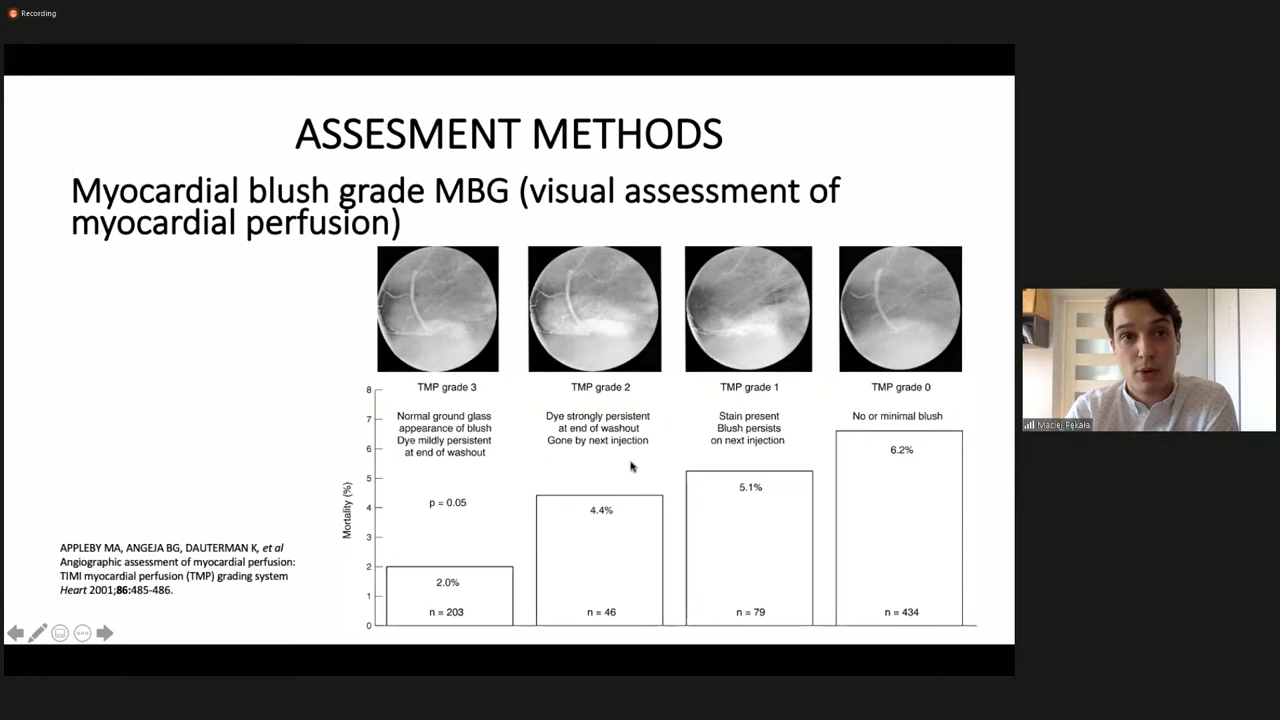 Recording
ASSESMENT METHODS
Myocardial blush grade MBG (visual assessment of
myocardial perfusion)
TMP grade 3
TMP grade 2
TMP grade 1
TMP grade 0
Normal ground glass
appearance of blush
Dye mildly persistent
at end of washout
Dye strongly persistent
at end of washout
Gone by next injection
Stain present
Blush persists
on next injection
No or minimal blush
Mortality (%)
8
7
6
5
4
3
2
1
0
p = 0.05
2.0%
n = 203
4.4%
n = 46
5.1%
n = 79
6.2%
n = 434
APPLEBY MA, ANGEJA BG, DAUTERMAN K, et al
Angiographic assessment of myocardial perfusion:
TIMI myocardial perfusion (TMP) grading system
Heart 2001;86:485-486.
Maciej Rękała